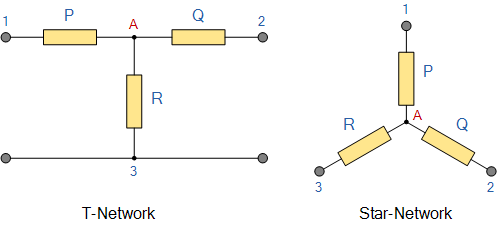 1 P A Q 2
R
3
T-Network
1
P
A
R Q
3 2
Star-Network